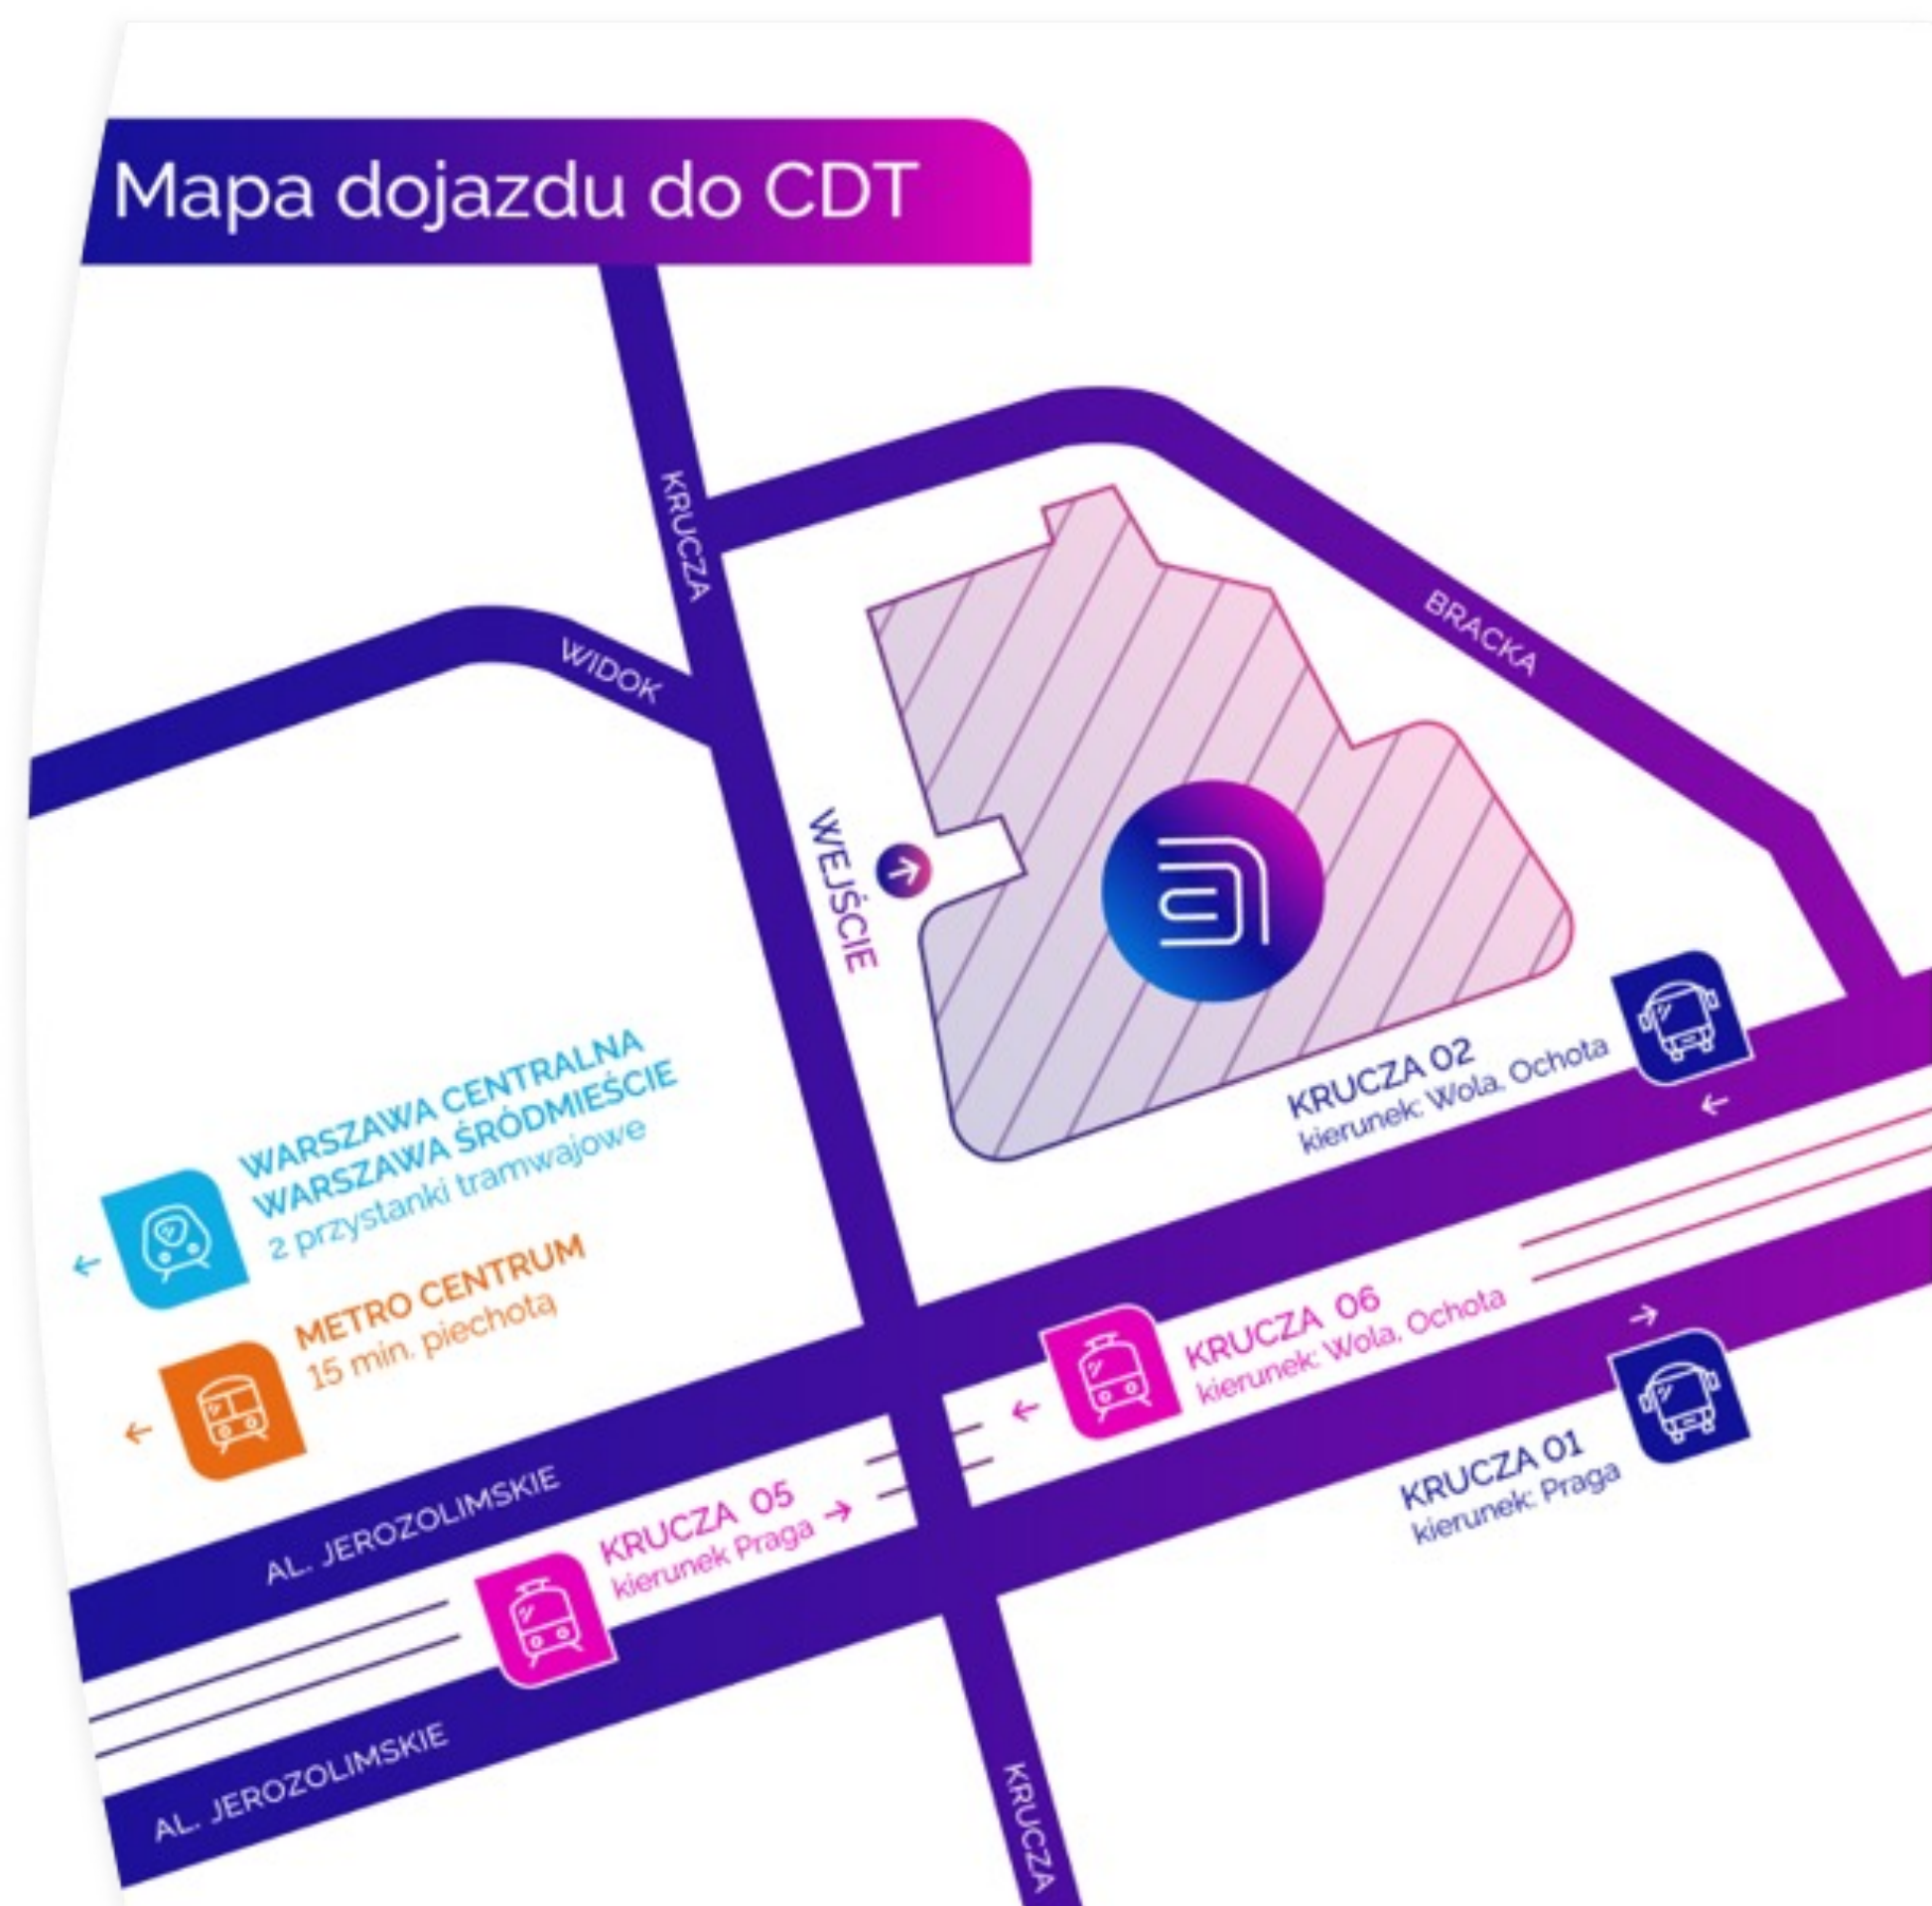 Mapa dojazdu do CDT
KRUCZA
WIDOK
BRACKA
WEJŚCIE
KRUCZA 02
kierunek: Wola, Ochota
WARSZAWA CENTRALNA
WARSZAWA ŚRÓDMIEŚCIE
2 przystanki tramwajowe
METRO CENTRUM
15 min. piechotą
KRUCZA 06
kierunek: Wola, Ochota
AL. JEROZOLIMSKIE
KRUCZA 05
kierunek Praga
KRUCZA 01
kierunek: Praga
AL. JEROZOLIMSKIE
KRUCZA